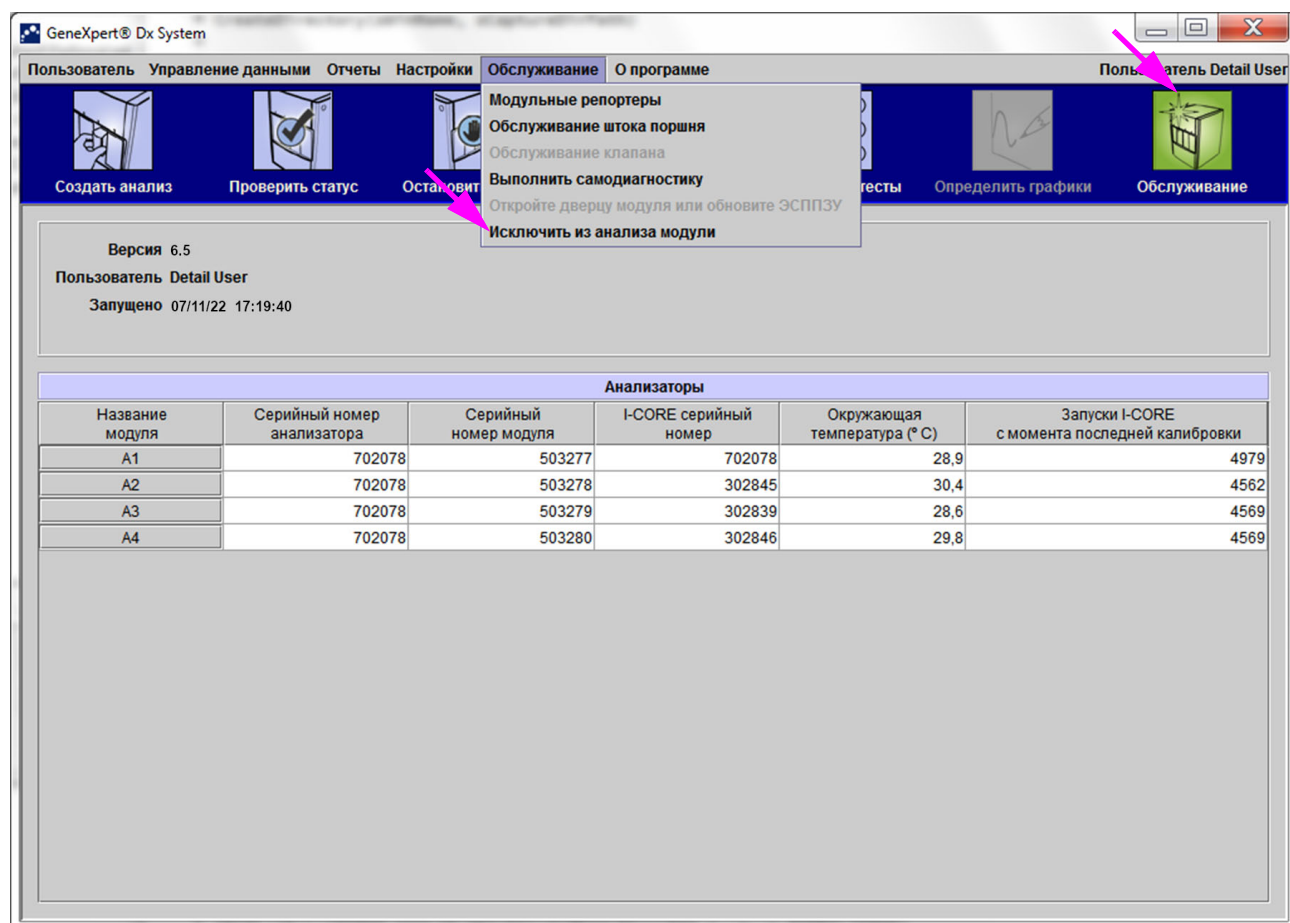 GeneXpert® Dx System
Пользователь Управление данными Отчеты Настройки Обслуживание О программе Пользователь Detail User
Модульные репортеры
Обслуживание штока поршня
Обслуживание клапана
Выполнить самодиагностику
Откройте дверцу модуля или обновите ЭСППЗУ
Исключить из анализа модули
Создать анализ Проверить статус Определить графики Обслуживание
Версия 6.5
Пользователь Detail User
Запущено 07/11/22 17:19:40
Анализаторы
Название модуля Серийный номер анализатора Серийный номер модуля I-CORE серийный номер Окружающая температура (° C) Запуски I-CORE с момента последней калибровки
A1 702078 503277 702078 28,9 4979
A2 702078 503278 302845 30,4 4562
A3 702078 503279 302839 28,6 4569
A4 702078 503280 302846 29,8 4569